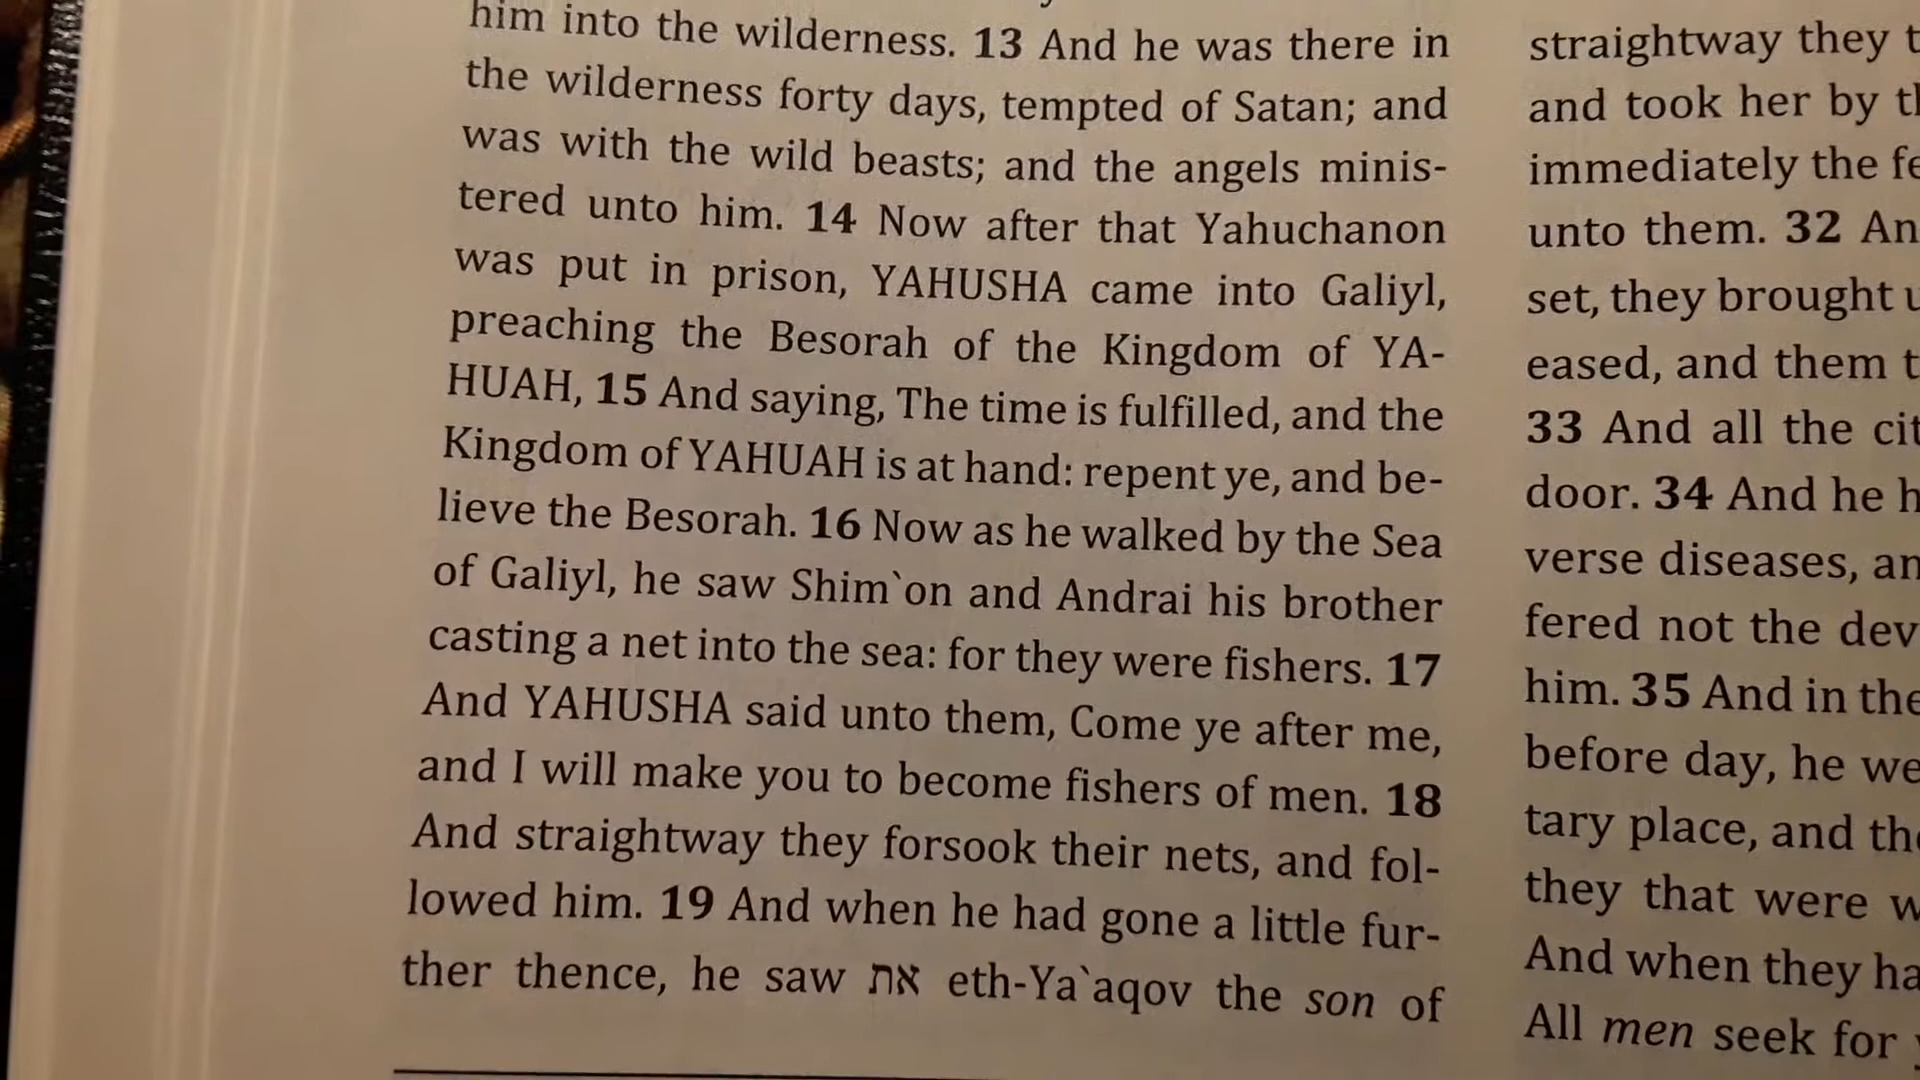 him into the wilderness. 13 And he was there in
the wilderness forty days, tempted of Satan; and
was with the wild beasts; and the angels minis-
tered unto him. 14 Now after that Yahuchanon
was put in prison, YAHUSHA came into Galiyl,
preaching the Besorah of the Kingdom of YA-
HUAH, 15 And saying, The time is fulfilled, and the
Kingdom of YAHUAH is at hand: repent ye, and be-
lieve the Besorah. 16 Now as he walked by the Sea
of Galiyl, he saw Shim`on and Andrai his brother
casting a net into the sea: for they were fishers. 17
And YAHUSHA said unto them, Come ye after me,
and I will make you to become fishers of men. 18
And straightway they forsook their nets, and fol-
lowed him. 19 And when he had gone a little fur-
ther thence, he saw את eth-Ya`aqov the son of
straightway they
and took her by
immediately the
unto them. 32
set, they brought
eased, and them
33 And all the
door. 34 And he
verse diseases,
fered not the
him. 35 And in the
before day, he
tary place, and
they that were
And when they
All men seek for